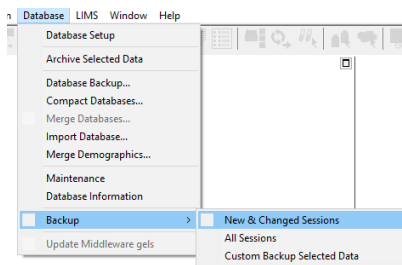 n Database LIMS Window Help
Database Setup
Archive Selected Data
Database Backup...
Compact Databases...
Merge Databases...
Import Database...
Merge Demographics...
Maintenance
Database Information
Backup >
New & Changed Sessions
All Sessions
Update Middleware gels
Custom Backup Selected Data